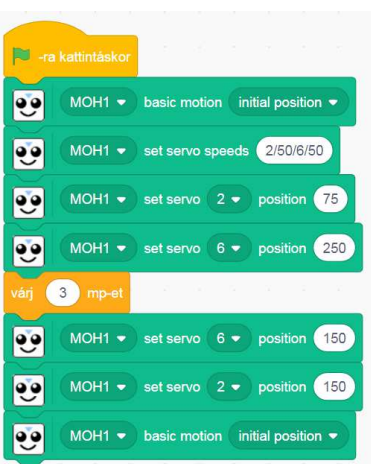 -ra kattintáskor
MOH1 basic motion initial position
MOH1 set servo speeds 2/50/6/50
MOH1 set servo 2 position 75
MOH1 set servo 6 position 250
várj 3 mp-et
MOH1 set servo 6 position 150
MOH1 set servo 2 position 150
MOH1 basic motion initial position